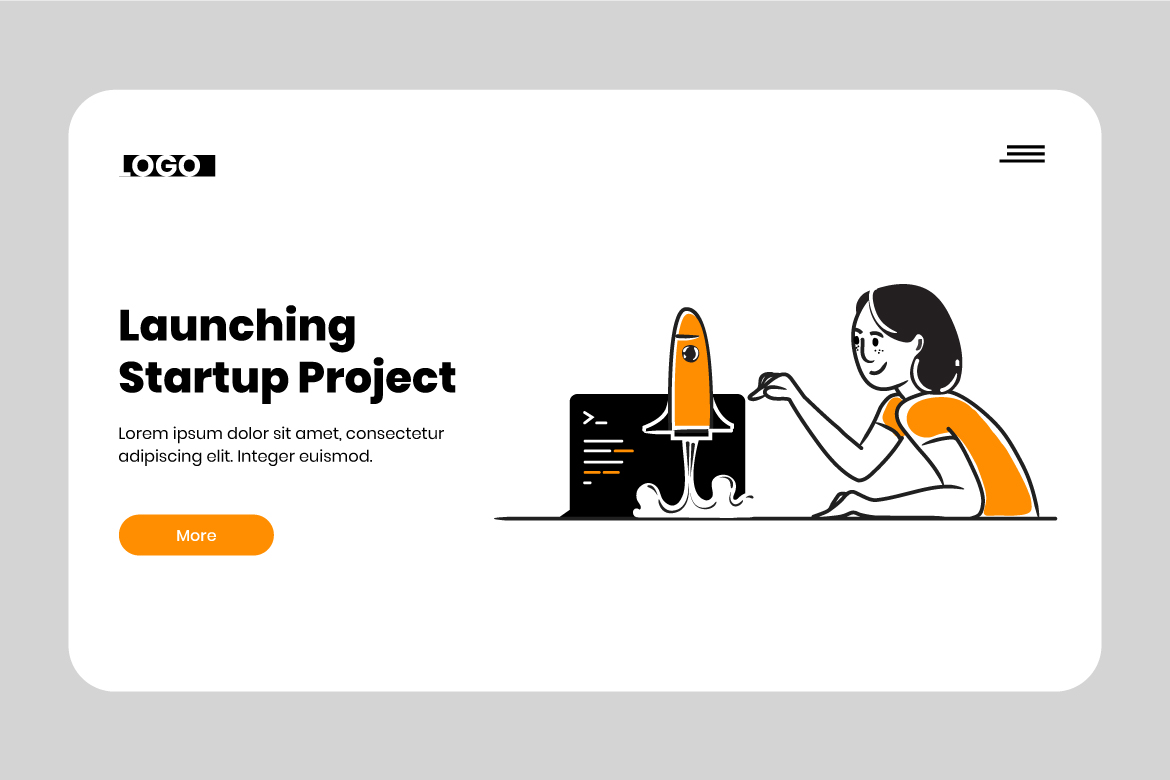 LOGO
Launching
Startup Project
Lorem ipsum dolor sit amet, consectetur
adipiscing elit. Integer euismod.
More
>_